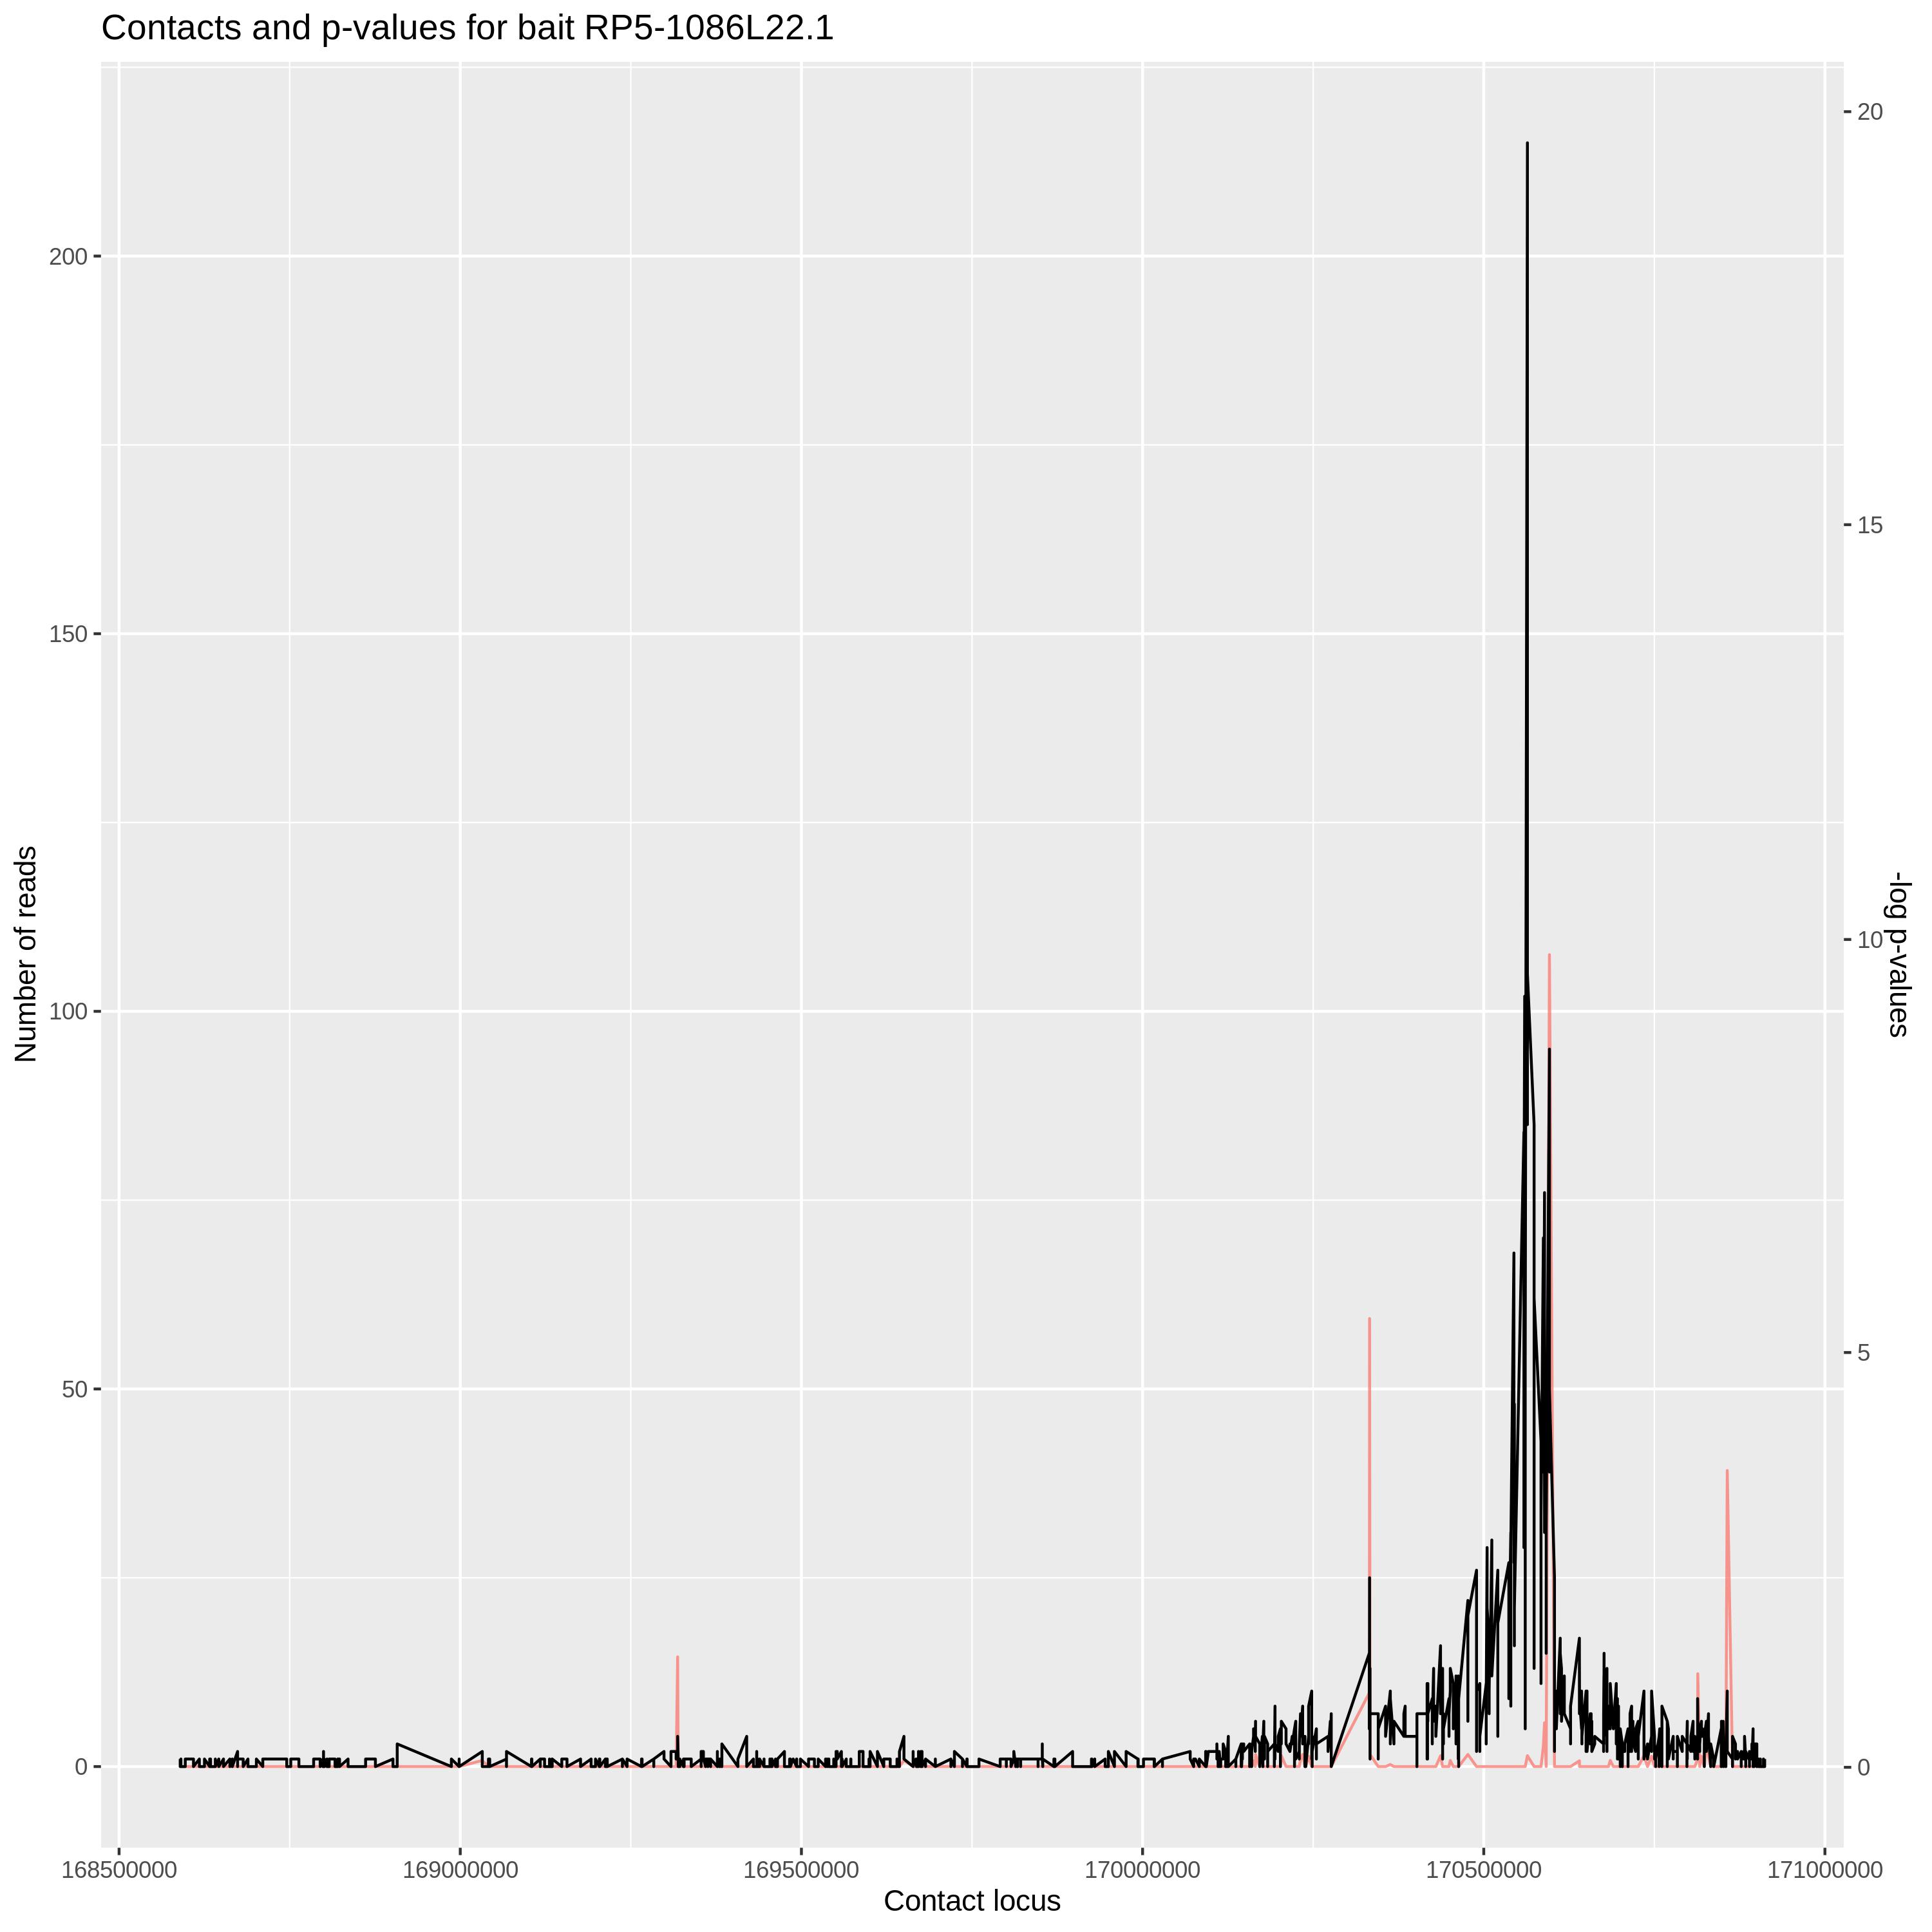 Contacts and p-values for bait RP5-1086L22.1
Number of reads
200
150
100
50
0
20
15
10
5
0
-log p-values
168500000 169000000 169500000 170000000 170500000 171000000
Contact locus